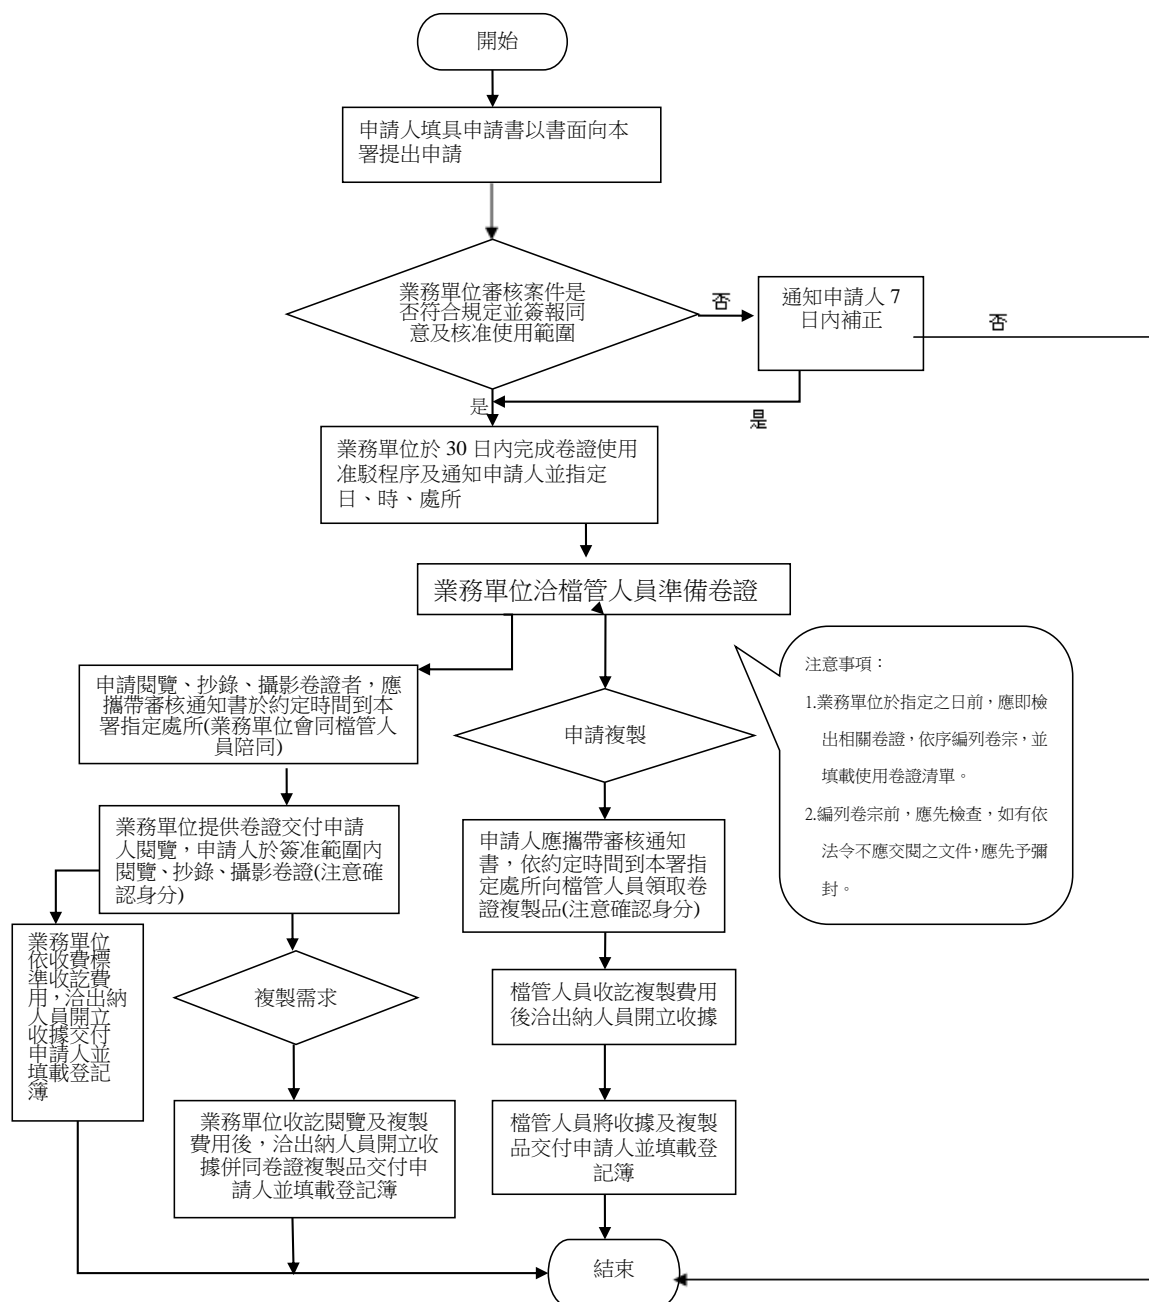 開始
申請人填具申請書以書面向本
署提出申請
業務單位審核案件是
否符合規定並簽報同
意及核准使用範圍
否
通知申請人 7
日內補正
否
是
是
業務單位於 30 日內完成卷證使用
准駁程序及通知申請人並指定
日、時、處所
業務單位洽檔管人員準備卷證
申請閱覽、抄錄、攝影卷證者，應
攜帶審核通知書於約定時間到本
署指定處所(業務單位會同檔管人
員陪同)
申請複製
注意事項：
1.業務單位於指定之日前，應即檢
出相關卷證，依序編列卷宗，並
填載使用卷證清單。
2.編列卷宗前，應先檢查，如有依
法令不應交閱之文件，應先予彌
封。
業務單位提供卷證交付申請
人閱覽，申請人於簽准範圍內
閱覽、抄錄、攝影卷證(注意確
認身分)
申請人應攜帶審核通知
書，依約定時間到本署指
定處所向檔管人員領取卷
證複製品(注意確認身分)
業務單位
依收費標
準收訖費
用，洽出納
人員開立
收據交付
申請人並
填載登記
簿
複製需求
檔管人員收訖複製費用
後洽出納人員開立收據
業務單位收訖閱覽及複製
費用後，洽出納人員開立收
據併同卷證複製品交付申
請人並填載登記簿
檔管人員將收據及複製
品交付申請人並填載登
記簿
結束